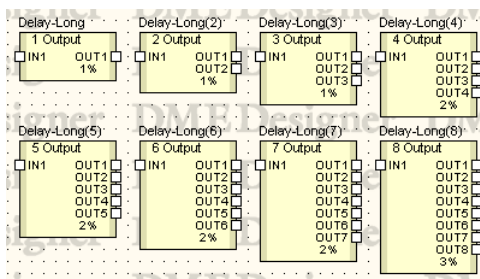 Delay-Long
1 Output
IN1 OUT1
1%
Delay-Long(2)
2 Output
IN1 OUT1
OUT2
1%
Delay-Long(3)
3 Output
IN1 OUT1
OUT2
OUT3
1%
Delay-Long(4)
4 Output
IN1 OUT1
OUT2
OUT3
OUT4
2%
Delay-Long(5)
5 Output
IN1 OUT1
OUT2
OUT3
OUT4
OUT5
2%
Delay-Long(6)
6 Output
IN1 OUT1
OUT2
OUT3
OUT4
OUT5
OUT6
2%
Delay-Long(7)
7 Output
IN1 OUT1
OUT2
OUT3
OUT4
OUT5
OUT6
OUT7
2%
Delay-Long(8)
8 Output
IN1 OUT1
OUT2
OUT3
OUT4
OUT5
OUT6
OUT7
OUT8
3%
DME Designer